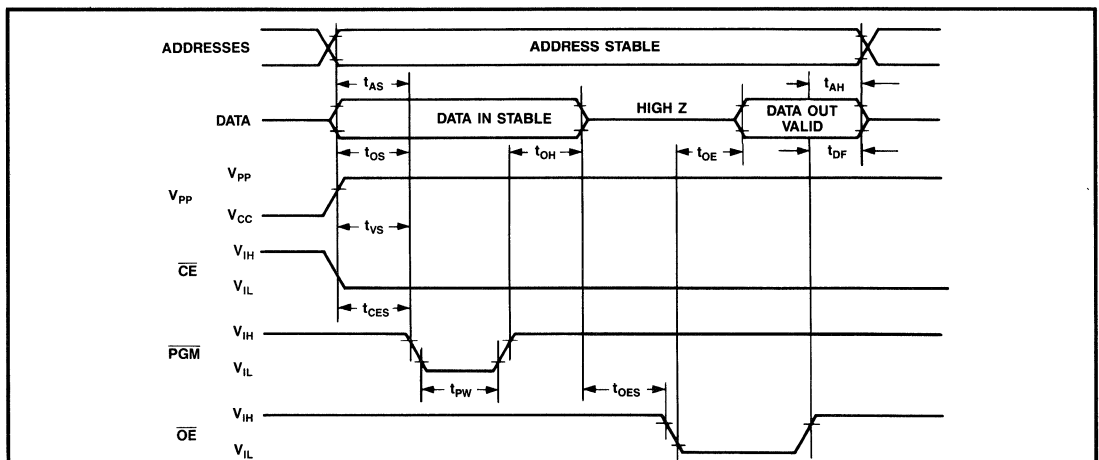 ADDRESSES
ADDRESS STABLE
tAS
tAH
DATA
DATA IN STABLE
HIGH Z
DATA OUT
VALID
tOS
tOH
tOE
tDF
VPP
VPP
VCC
tVS
CE
VIH
VIL
tCES
PGM
VIH
VIL
tPW
tOES
OE
VIH
VIL